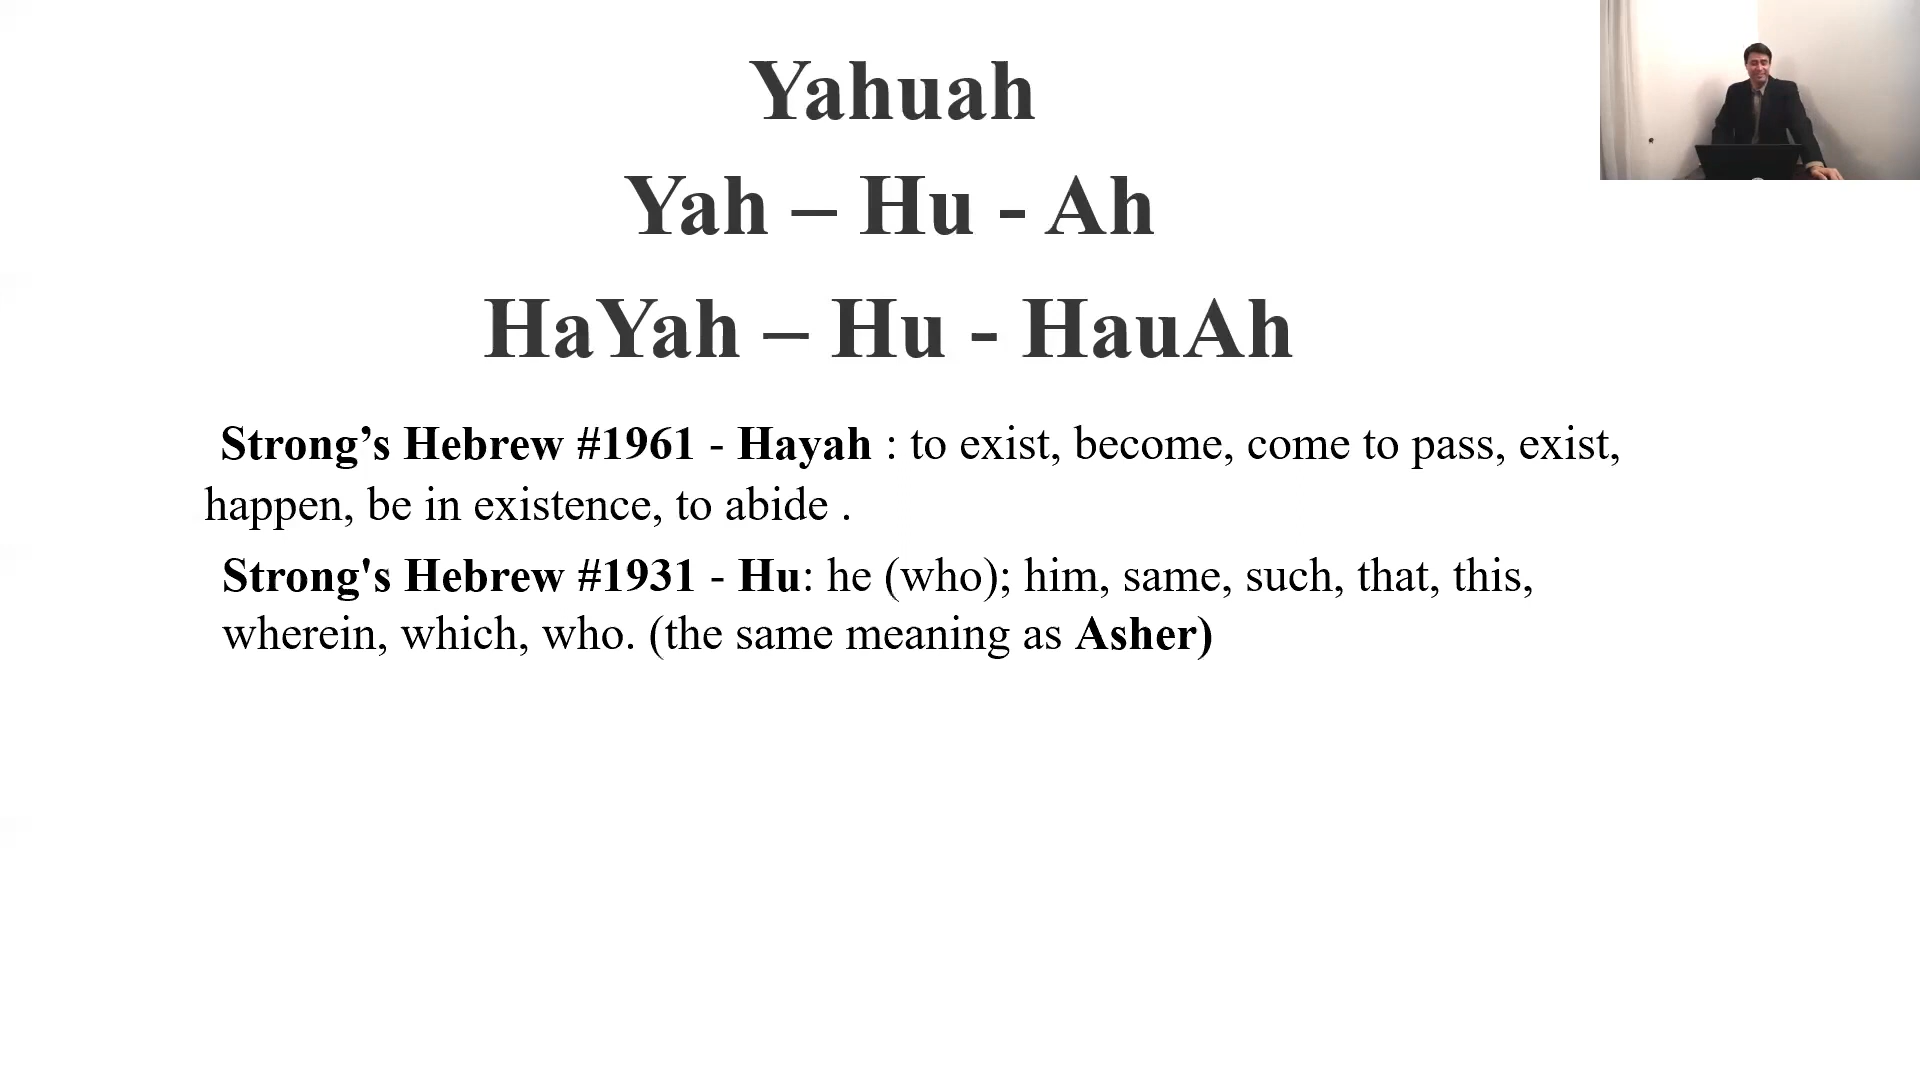 Yahuah
Yah – Hu - Ah
HaYah – Hu - HauAh
Strong’s Hebrew #1961 - Hayah : to exist, become, come to pass, exist,
happen, be in existence, to abide .
Strong's Hebrew #1931 - Hu: he (who); him, same, such, that, this,
wherein, which, who. (the same meaning as Asher)